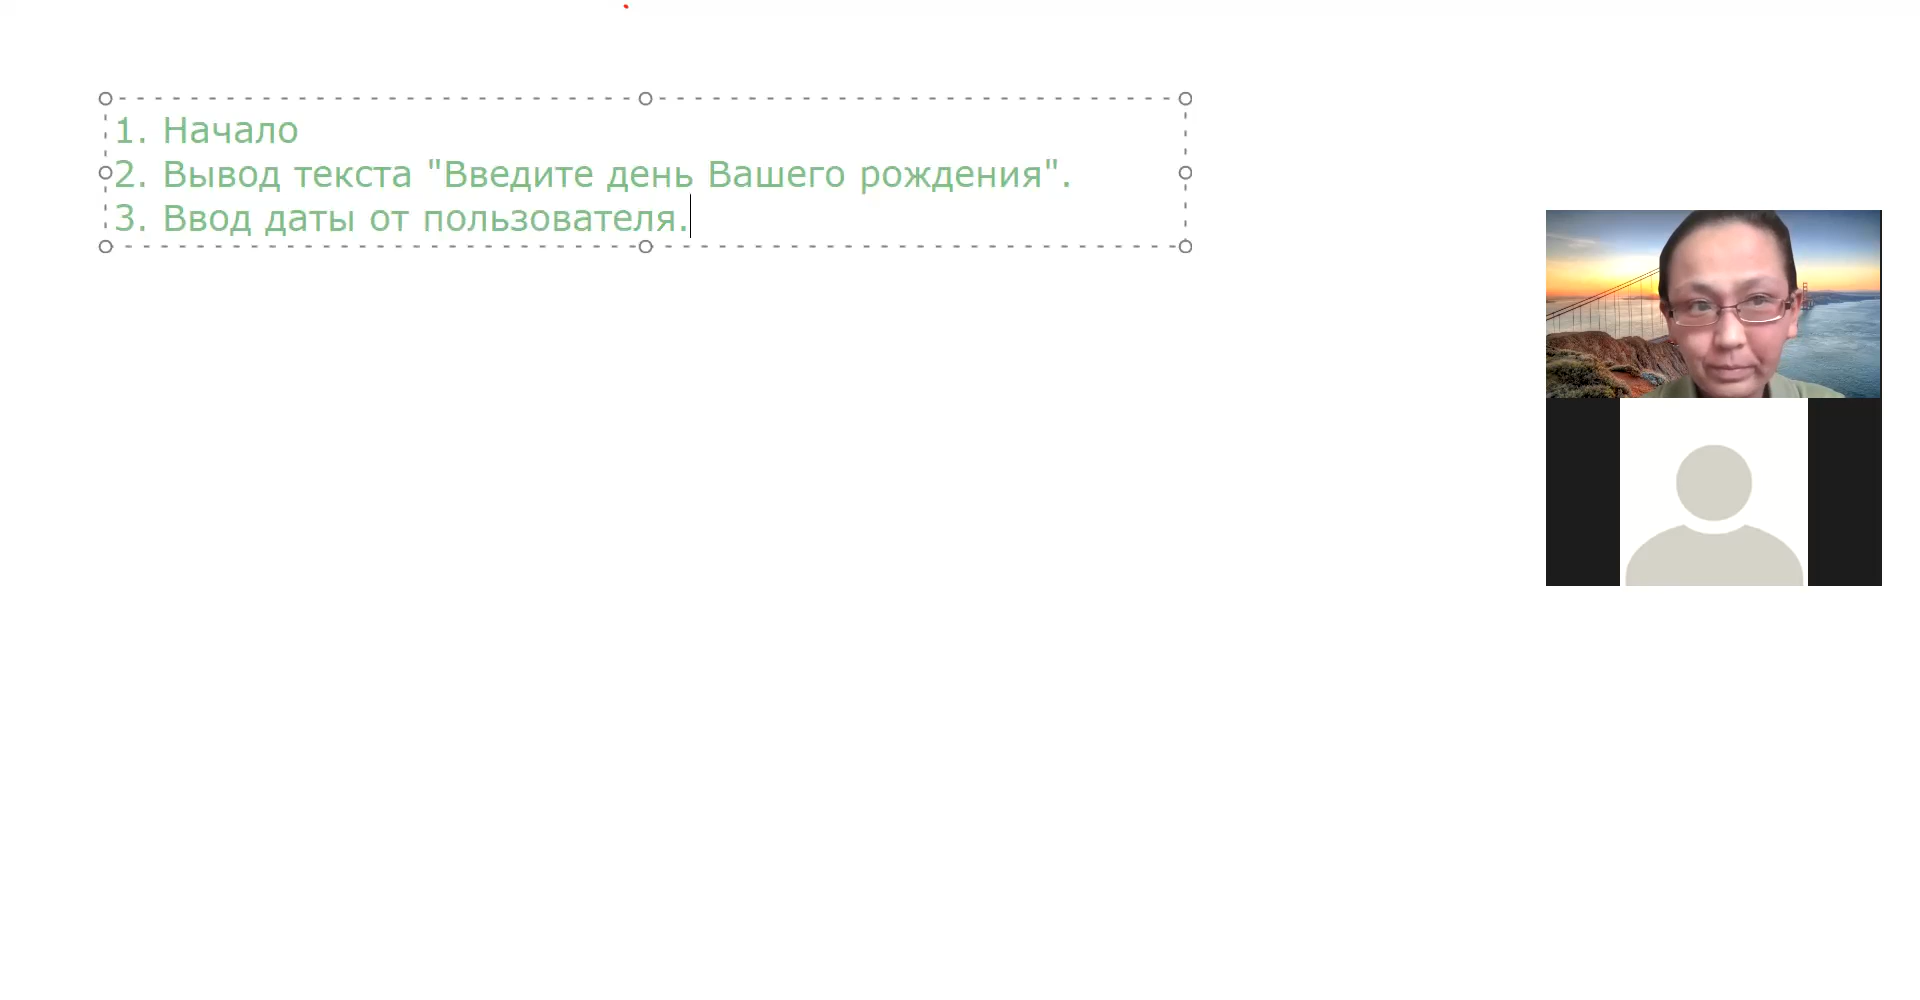 1. Начало
2. Вывод текста "Введите день Вашего рождения".
3. Ввод даты от пользователя.